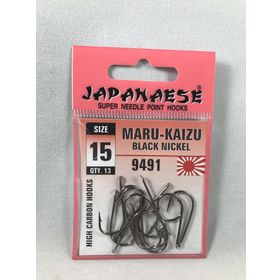 JAPANAESE
SUPER NEEDLE POINT HOOKS
SIZE
15
QTY. 13
MARU-KAIZU
BLACK NICKEL
9491
HIGH CARBON HOOKS